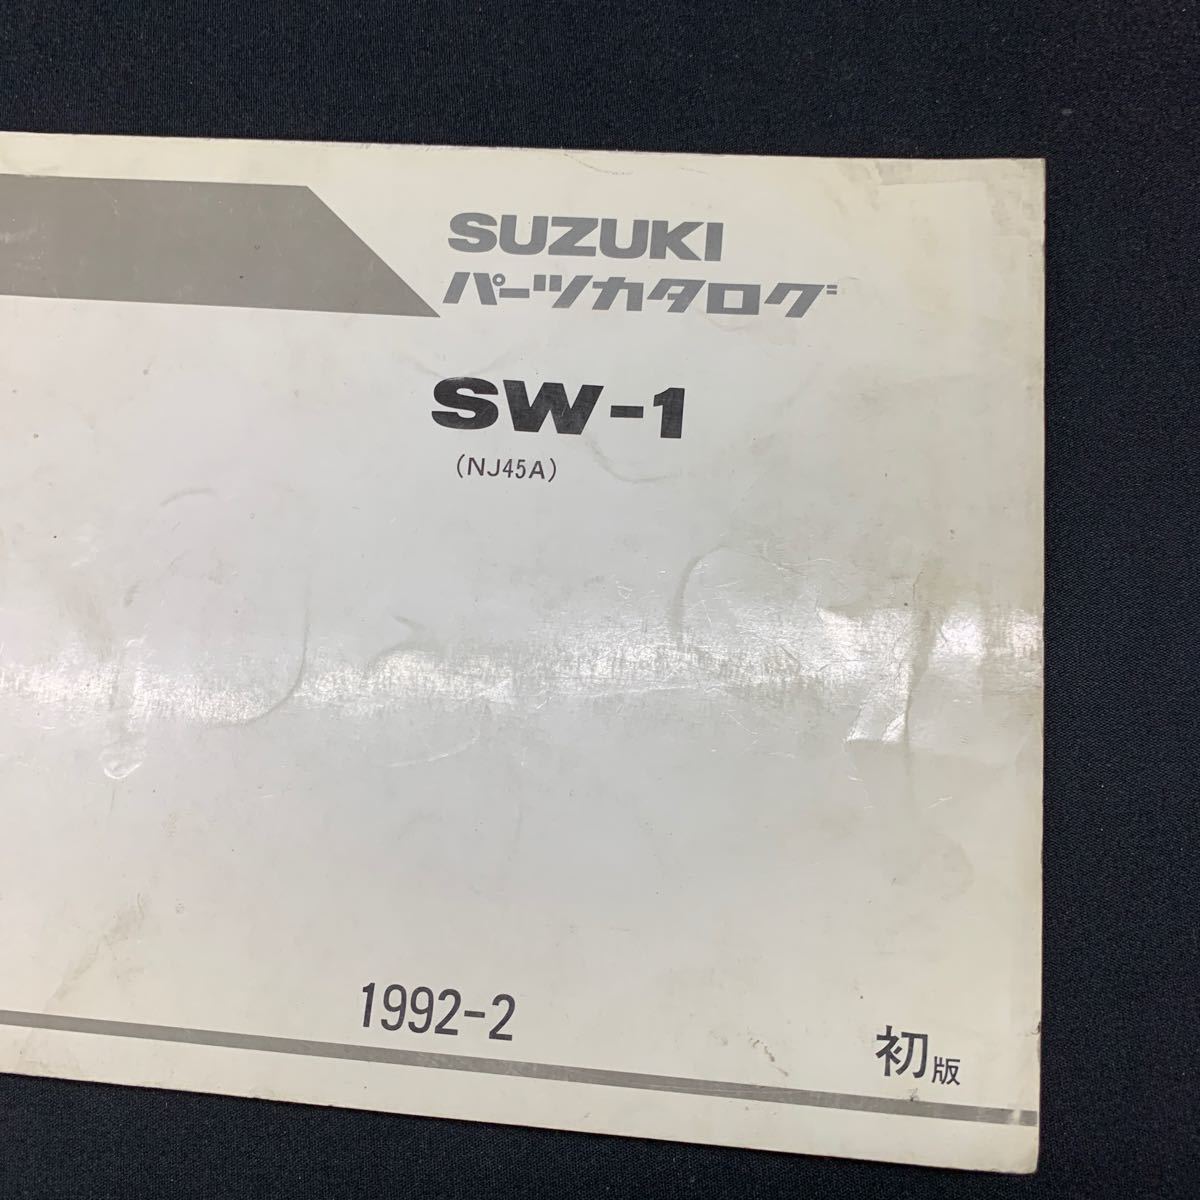 SUZUKI
パーツカタログ
SW-1
(NJ45A)
1992-2
初版